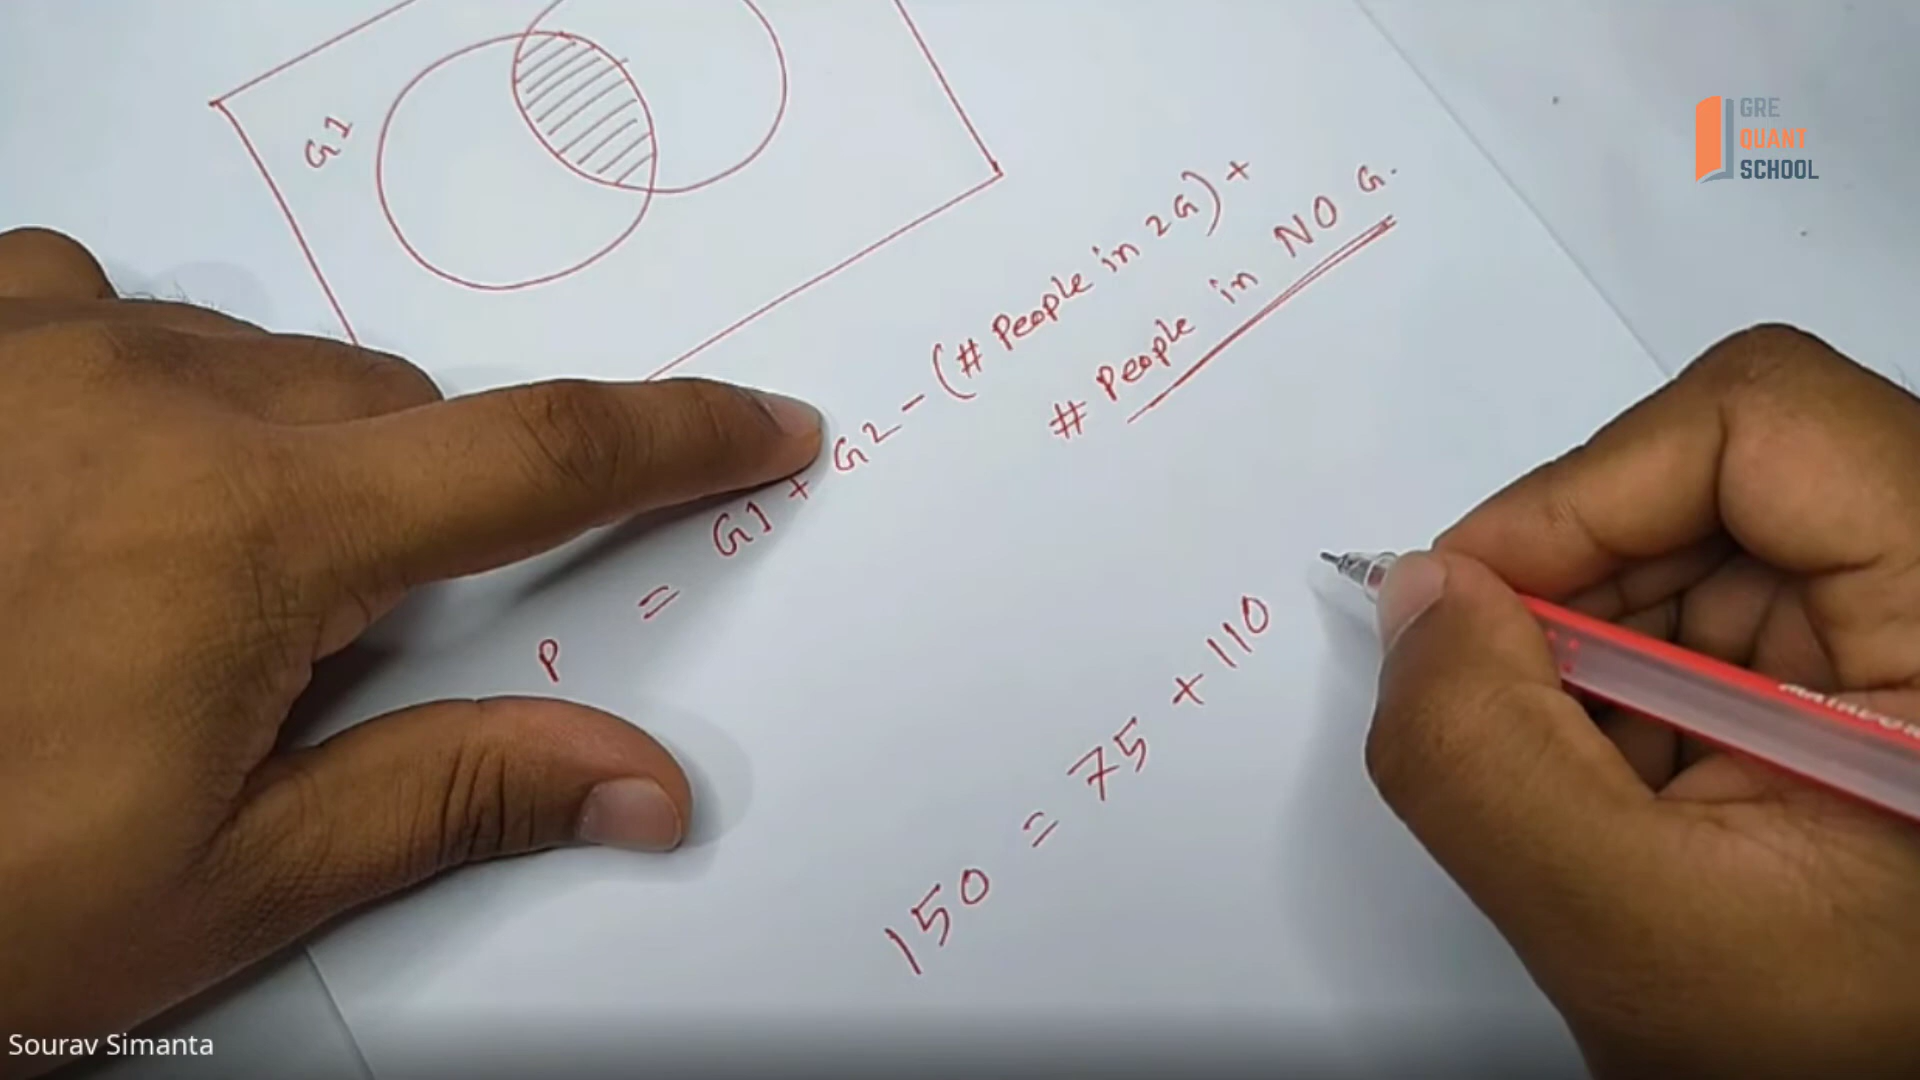 G1
P = G1 + G2 - (# People in 2G) +
# People in NO G.
150 = 75 + 110
GRE
QUANT
SCHOOL
Sourav Simanta